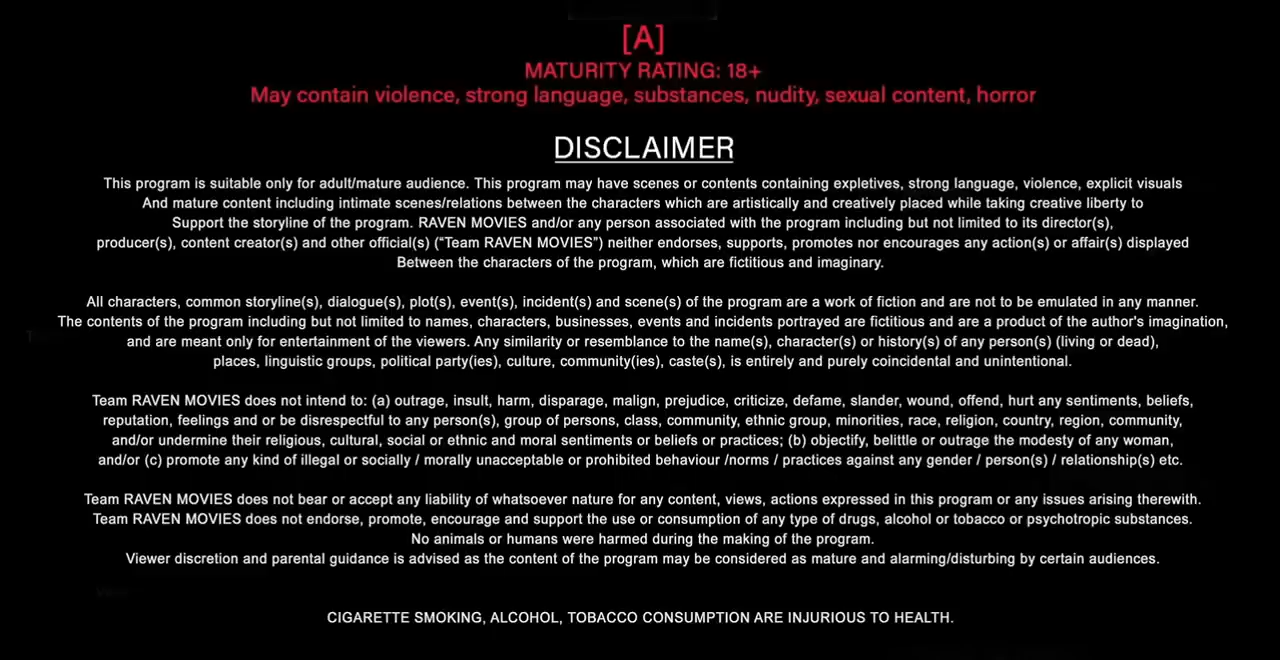 [A]
MATURITY RATING: 18+
May contain violence, strong language, substances, nudity, sexual content, horror
DISCLAIMER
This program is suitable only for adult/mature audience. This program may have scenes or contents containing expletives, strong language, violence, explicit visuals
And mature content including intimate scenes/relations between the characters which are artistically and creatively placed while taking creative liberty to
Support the storyline of the program. RAVEN MOVIES and/or any person associated with the program including but not limited to its director(s),
producer(s), content creator(s) and other official(s) (“Team RAVEN MOVIES”) neither endorses, supports, promotes nor encourages any action(s) or affair(s) displayed
Between the characters of the program, which are fictitious and imaginary.
All characters, common storyline(s), dialogue(s), plot(s), event(s), incident(s) and scene(s) of the program are a work of fiction and are not to be emulated in any manner.
The contents of the program including but not limited to names, characters, businesses, events and incidents portrayed are fictitious and are a product of the author's imagination,
and are meant only for entertainment of the viewers. Any similarity or resemblance to the name(s), character(s) or history(s) of any person(s) (living or dead),
places, linguistic groups, political party(ies), culture, community(ies), caste(s), is entirely and purely coincidental and unintentional.
Team RAVEN MOVIES does not intend to: (a) outrage, insult, harm, disparage, malign, prejudice, criticize, defame, slander, wound, offend, hurt any sentiments, beliefs,
reputation, feelings and or be disrespectful to any person(s), group of persons, class, community, ethnic group, minorities, race, religion, country, region, community,
and/or undermine their religious, cultural, social or ethnic and moral sentiments or beliefs or practices; (b) objectify, belittle or outrage the modesty of any woman,
and/or (c) promote any kind of illegal or socially / morally unacceptable or prohibited behaviour /norms / practices against any gender / person(s) / relationship(s) etc.
Team RAVEN MOVIES does not bear or accept any liability of whatsoever nature for any content, views, actions expressed in this program or any issues arising therewith.
Team RAVEN MOVIES does not endorse, promote, encourage and support the use or consumption of any type of drugs, alcohol or tobacco or psychotropic substances.
No animals or humans were harmed during the making of the program.
Viewer discretion and parental guidance is advised as the content of the program may be considered as mature and alarming/disturbing by certain audiences.
CIGARETTE SMOKING, ALCOHOL, TOBACCO CONSUMPTION ARE INJURIOUS TO HEALTH.